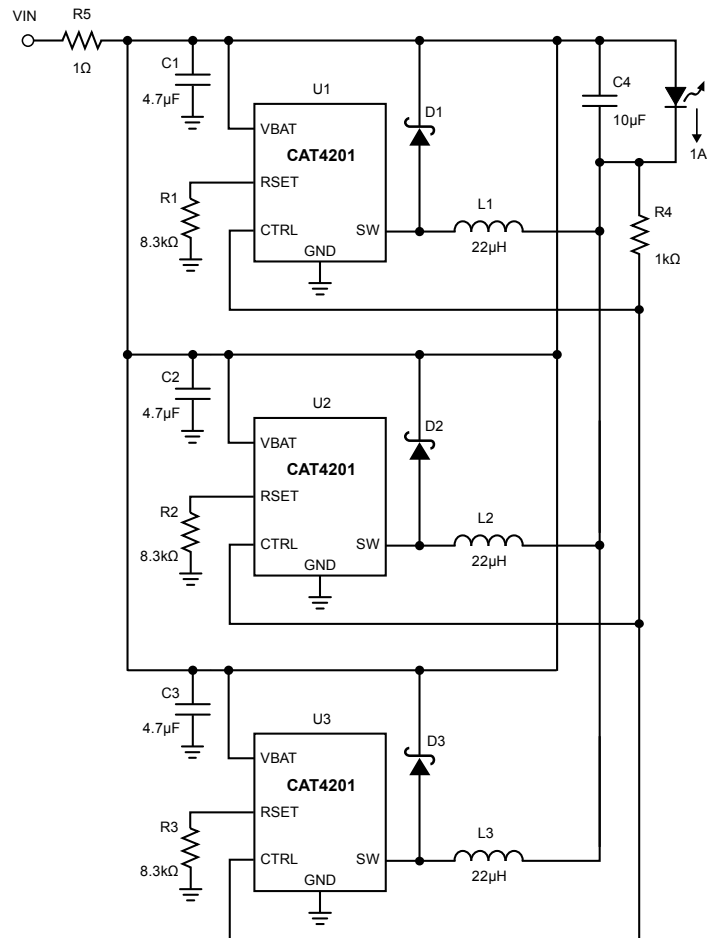 VIN
R5
1Ω
C1
4.7µF
U1
VBAT
CAT4201
RSET
R1
8.3kΩ
CTRL
SW
GND
D1
L1
22µH
C4
10µF
1A
R4
1kΩ
C2
4.7µF
U2
VBAT
CAT4201
RSET
R2
8.3kΩ
CTRL
SW
GND
D2
L2
22µH
C3
4.7µF
U3
VBAT
CAT4201
RSET
R3
8.3kΩ
CTRL
SW
GND
D3
L3
22µH